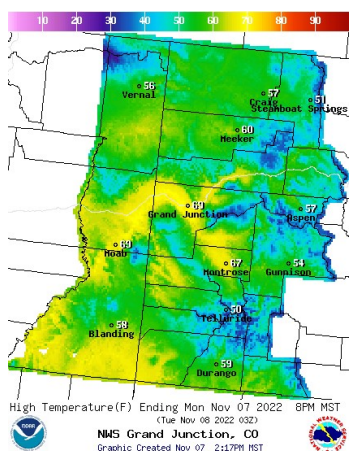 10 20 30 40 50 60 70 80 90
56
Vernal
57
Craig
51
Steamboat Springs
60
Meeker
69
Grand Junction
57
Aspen
69
Moab
67
Montrose
54
Gunnison
50
Telluride
58
Blanding
59
Durango
High Temperature(F) Ending Mon Nov 07 2022 8PM MST
(Tue Nov 08 2022 03Z)
NWS Grand Junction, CO
Graphic Created Nov 07 2:17PM MST